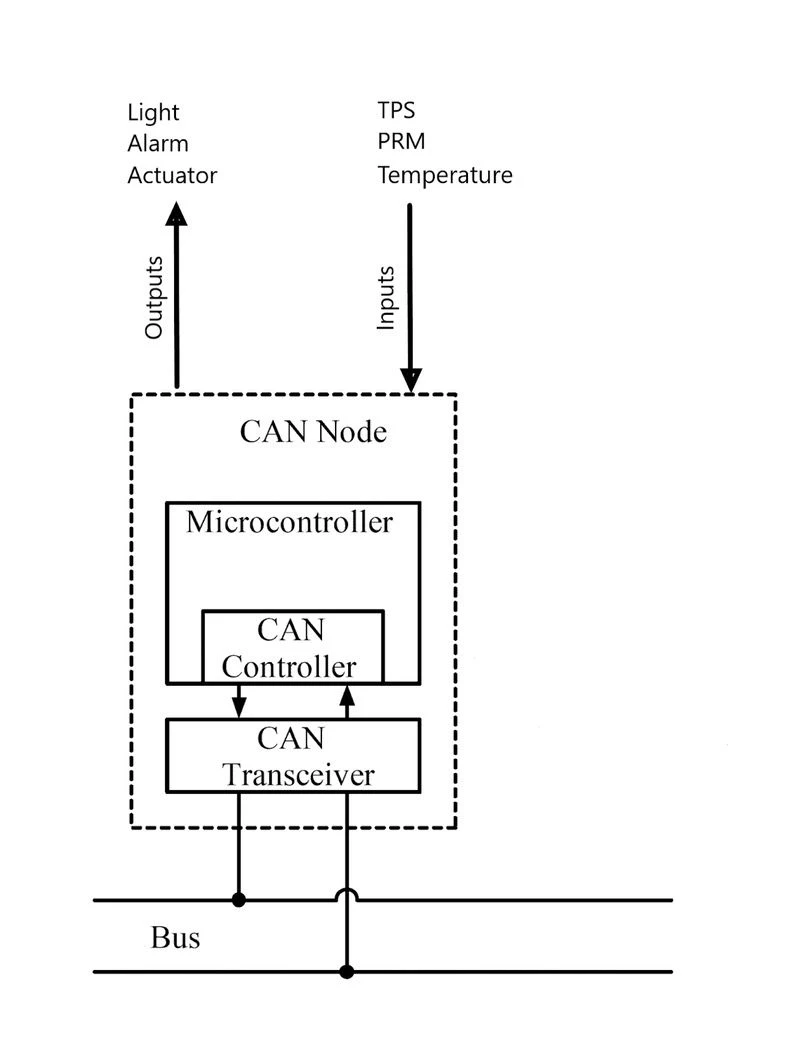 Light
Alarm
Actuator
TPS
PRM
Temperature
Outputs
Inputs
CAN Node
Microcontroller
CAN
Controller
CAN
Transceiver
Bus